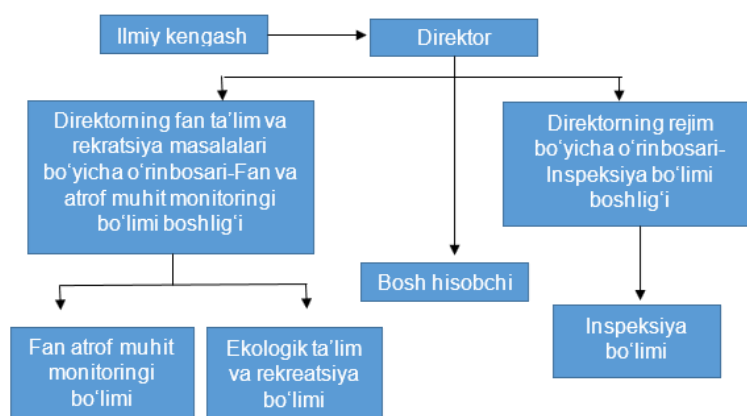 Ilmiy kengash
Direktor
Direktorning fan ta’lim va
rekratsiya masalalari
bo‘yicha o‘rinbosari-Fan va
atrof muhit monitoringi
bo‘limi boshlig‘i
Direktorning rejim
bo‘yicha o‘rinbosari-
Inspeksiya bo‘limi
boshlig‘i
Bosh hisobchi
Fan atrof muhit
monitoringi
bo‘limi
Ekologik ta’lim
va rekreatsiya
bo‘limi
Inspeksiya
bo‘limi